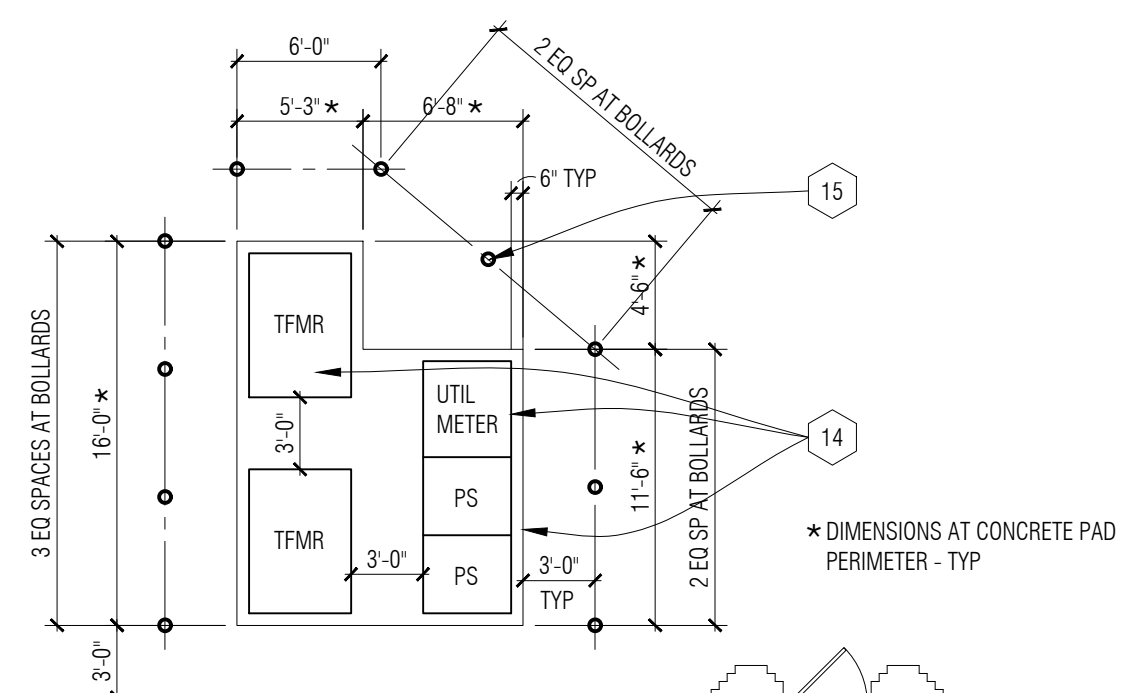 6'-0"
2 EQ SP AT BOLLARDS
5'-3" *
6'-8" *
6" TYP
15
4'-6" *
3 EQ SPACES AT BOLLARDS
16'-0" *
TFMR
UTIL
METER
3'-0"
14
2 EQ SP AT BOLLARDS
11'-6" *
PS
* DIMENSIONS AT CONCRETE PAD
PERIMETER - TYP
TFMR
3'-0"
PS
3'-0"
TYP
3'-0"